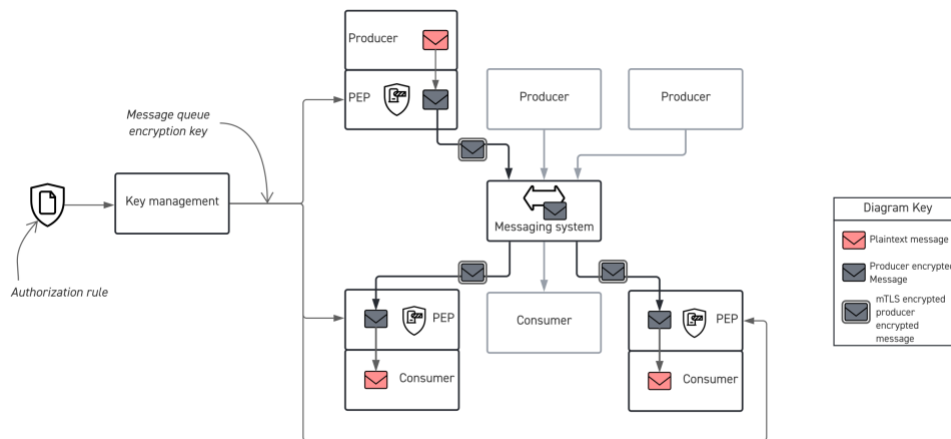 Producer
PEP
Producer
Producer
Message queue
encryption key
Key management
Messaging system
Authorization rule
PEP
Consumer
Consumer
PEP
Consumer
Diagram Key
Plaintext message
Producer encrypted
Message
mTLS encrypted
producer
encrypted
message